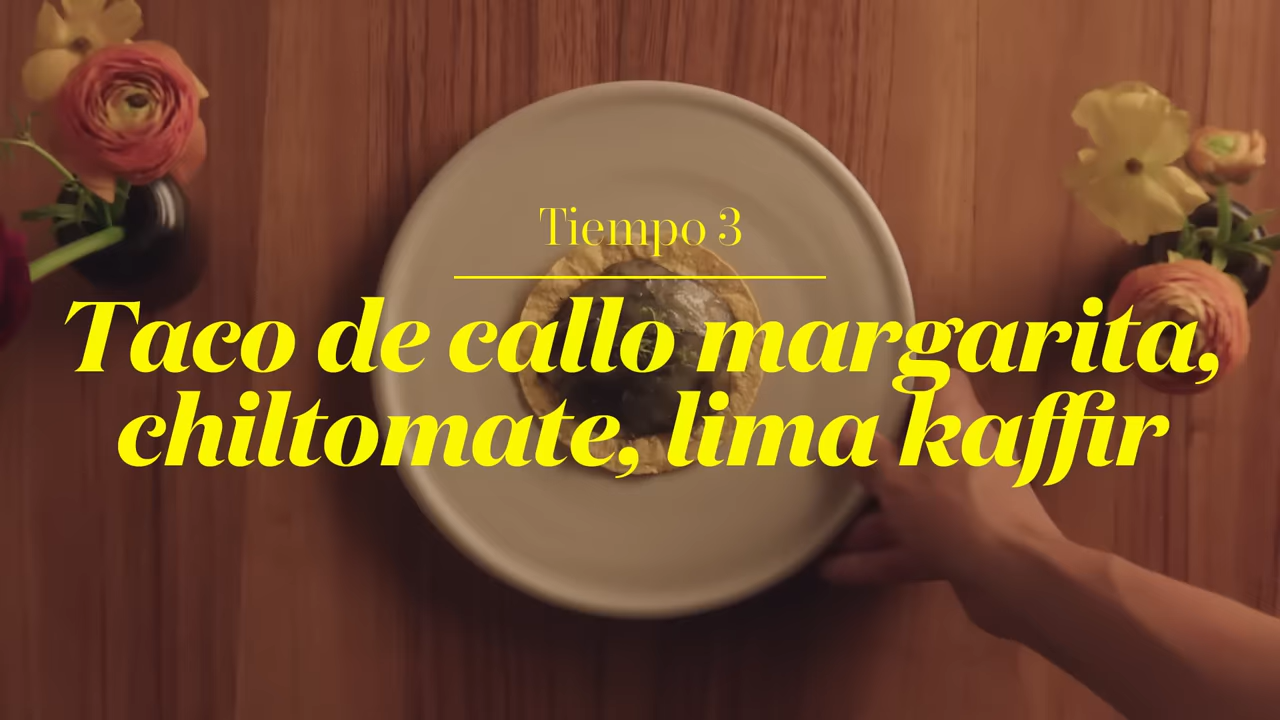 Tiempo 3
Taco de callo margarita,
chiltomate, lima kaffir